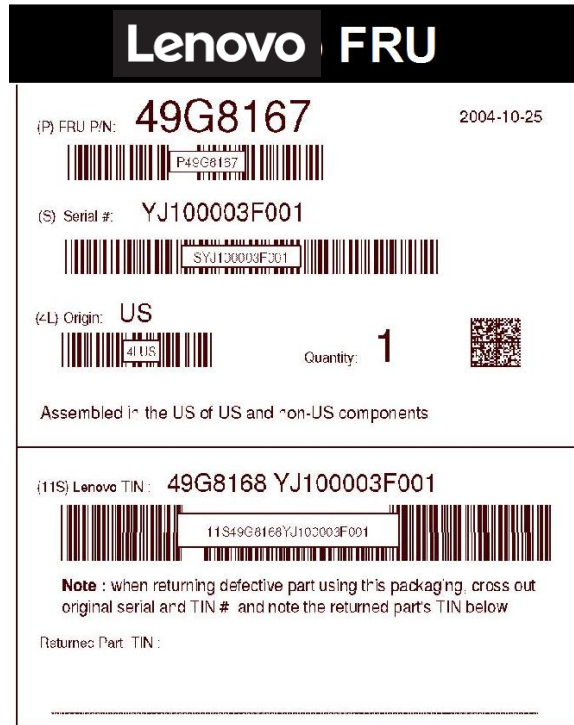 Lenovo FRU
(P) FRU P/N: 49G8167
2004-10-25
P49G8167
(S) Serial #: YJ100003F001
SYJ100003F001
(4L) Origin: US
4LUS
Quantity: 1
Assembled in the US of US and non-US components
(11S) Lenovo TIN : 49G8168 YJ100003F001
11S49G8168YJ100003F001
Note : when returning defective part using this packaging, cross out
original serial and TIN # and note the returned part's TIN below
Returned Part TIN :